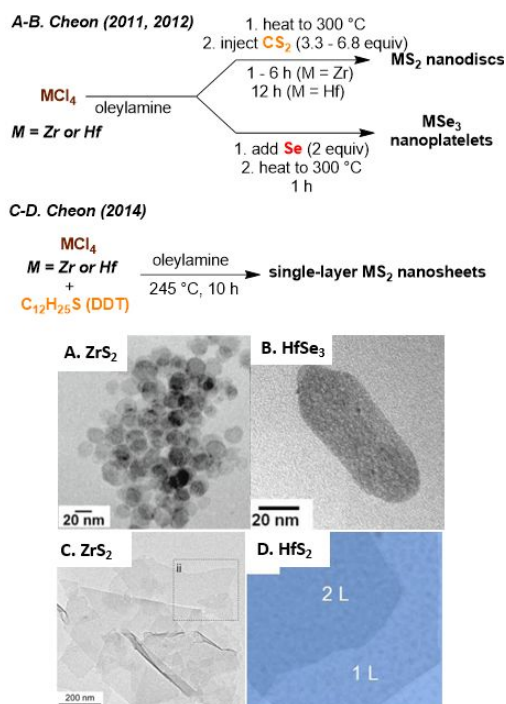 A-B. Cheon (2011, 2012)
1. heat to 300 °C
2. inject CS₂ (3.3 - 6.8 equiv)
MS₂ nanodiscs
1 - 6 h (M = Zr)
12 h (M = Hf)
MCl₄
oleylamine
M = Zr or Hf
MSe₃
nanoplatelets
1. add Se (2 equiv)
2. heat to 300 °C
1 h
C-D. Cheon (2014)
MCl₄
M = Zr or Hf
+
C₁₂H₂₅S (DDT)
oleylamine
245 °C, 10 h
single-layer MS₂ nanosheets
A. ZrS₂
20 nm
B. HfSe₃
20 nm
C. ZrS₂
ii
200 nm
D. HfS₂
2 L
1 L